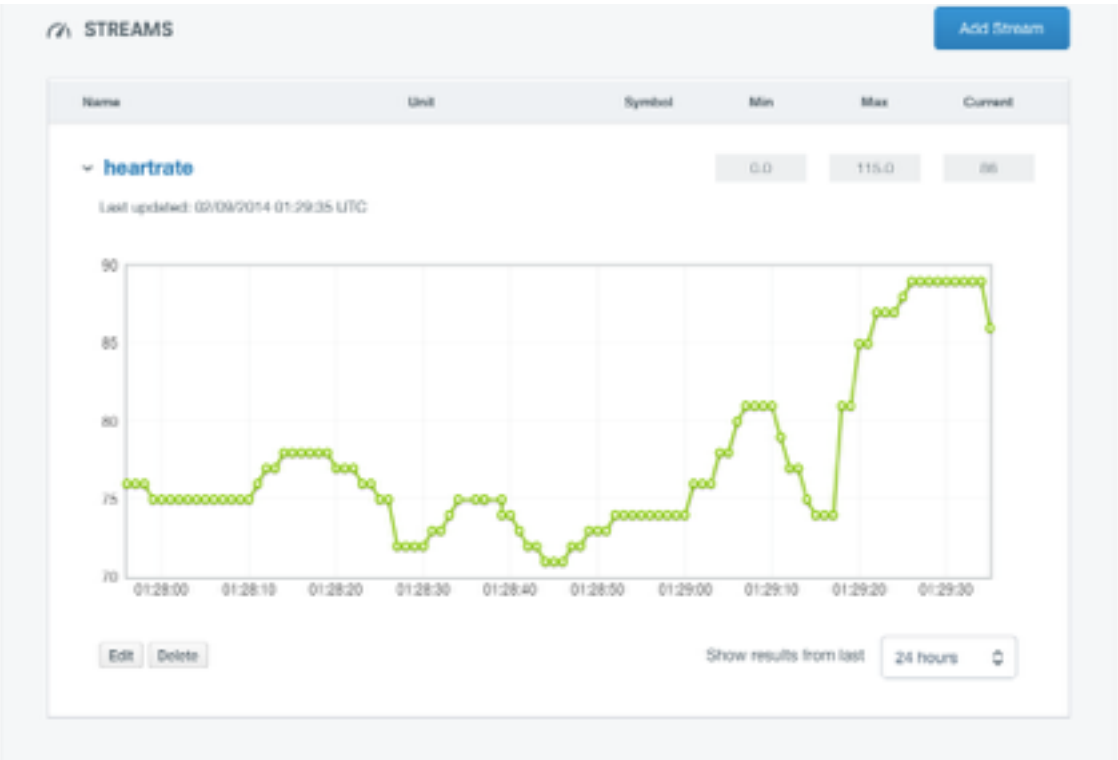 STREAMS
Add Stream
Name Unit Symbol Min Max Current
heartrate 0.0 115.0 86
Last updated: 02/09/2014 01:29:35 UTC
90
85
80
75
70
01:28:00 01:28:10 01:28:20 01:28:30 01:28:40 01:28:50 01:29:00 01:29:10 01:29:20 01:29:30
Edit Delete Show results from last 24 hours